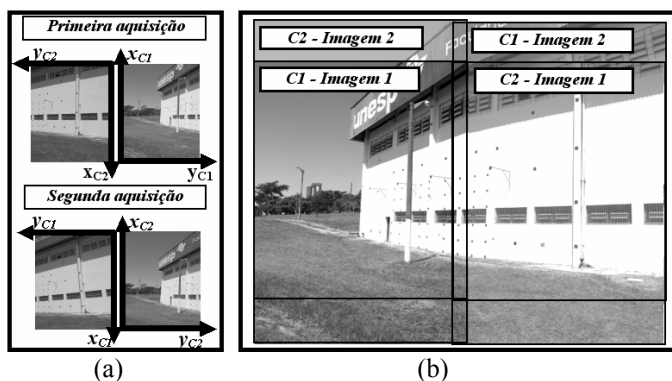 Primeira aquisição
yC2
xC1
xC2
yC1
Segunda aquisição
yC1
xC2
xC1
yC2
(a)
C2 - Imagem 2
C1 - Imagem 2
C1 - Imagem 1
C2 - Imagem 1
unesp
(b)